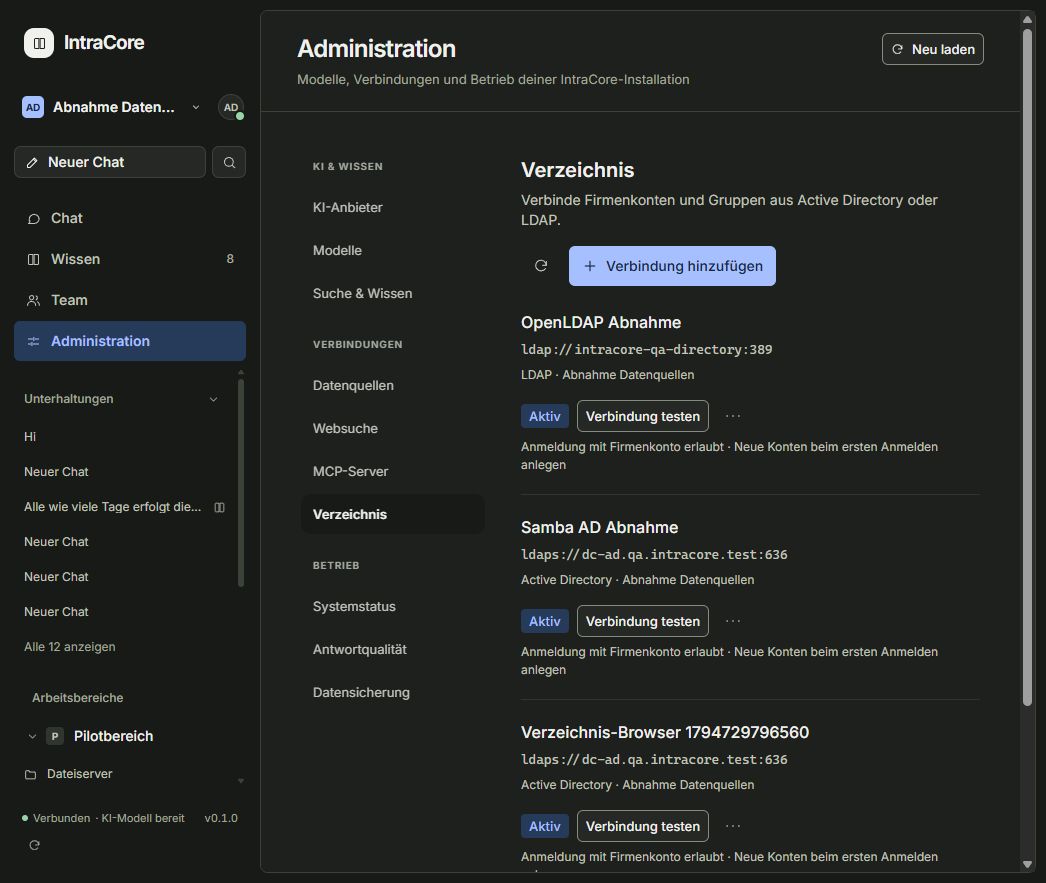 IntraCore
AD Abnahme Daten... AD
Neuer Chat
Chat
Wissen 8
Team
Administration
Unterhaltungen
Hi
Neuer Chat
Alle wie viele Tage erfolgt die...
Neuer Chat
Neuer Chat
Neuer Chat
Alle 12 anzeigen
Arbeitsbereiche
P Pilotbereich
Dateiserver
Verbunden · KI-Modell bereit v0.1.0
Administration
Modelle, Verbindungen und Betrieb deiner IntraCore-Installation
Neu laden
KI & WISSEN
KI-Anbieter
Modelle
Suche & Wissen
VERBINDUNGEN
Datenquellen
Websuche
MCP-Server
Verzeichnis
BETRIEB
Systemstatus
Antwortqualität
Datensicherung
Verzeichnis
Verbinde Firmenkonten und Gruppen aus Active Directory oder
LDAP.
+ Verbindung hinzufügen
OpenLDAP Abnahme
ldap://intracore-qa-directory:389
LDAP · Abnahme Datenquellen
Aktiv Verbindung testen ...
Anmeldung mit Firmenkonto erlaubt · Neue Konten beim ersten Anmelden
anlegen
Samba AD Abnahme
ldaps://dc-ad.qa.intracore.test:636
Active Directory · Abnahme Datenquellen
Aktiv Verbindung testen ...
Anmeldung mit Firmenkonto erlaubt · Neue Konten beim ersten Anmelden
anlegen
Verzeichnis-Browser 1794729796560
ldaps://dc-ad.qa.intracore.test:636
Active Directory · Abnahme Datenquellen
Aktiv Verbindung testen ...
Anmeldung mit Firmenkonto erlaubt · Neue Konten beim ersten Anmelden